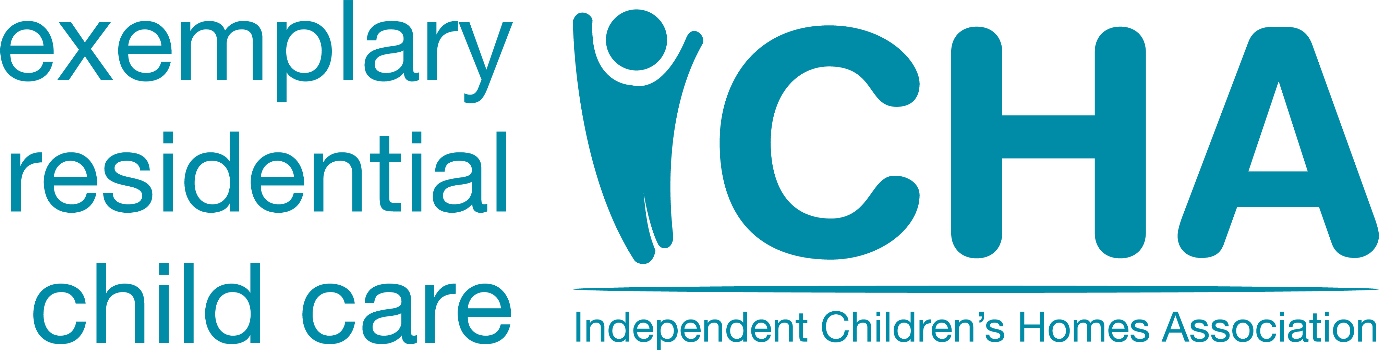 exemplary
residential
child care
ICHA
Independent Children's Homes Association